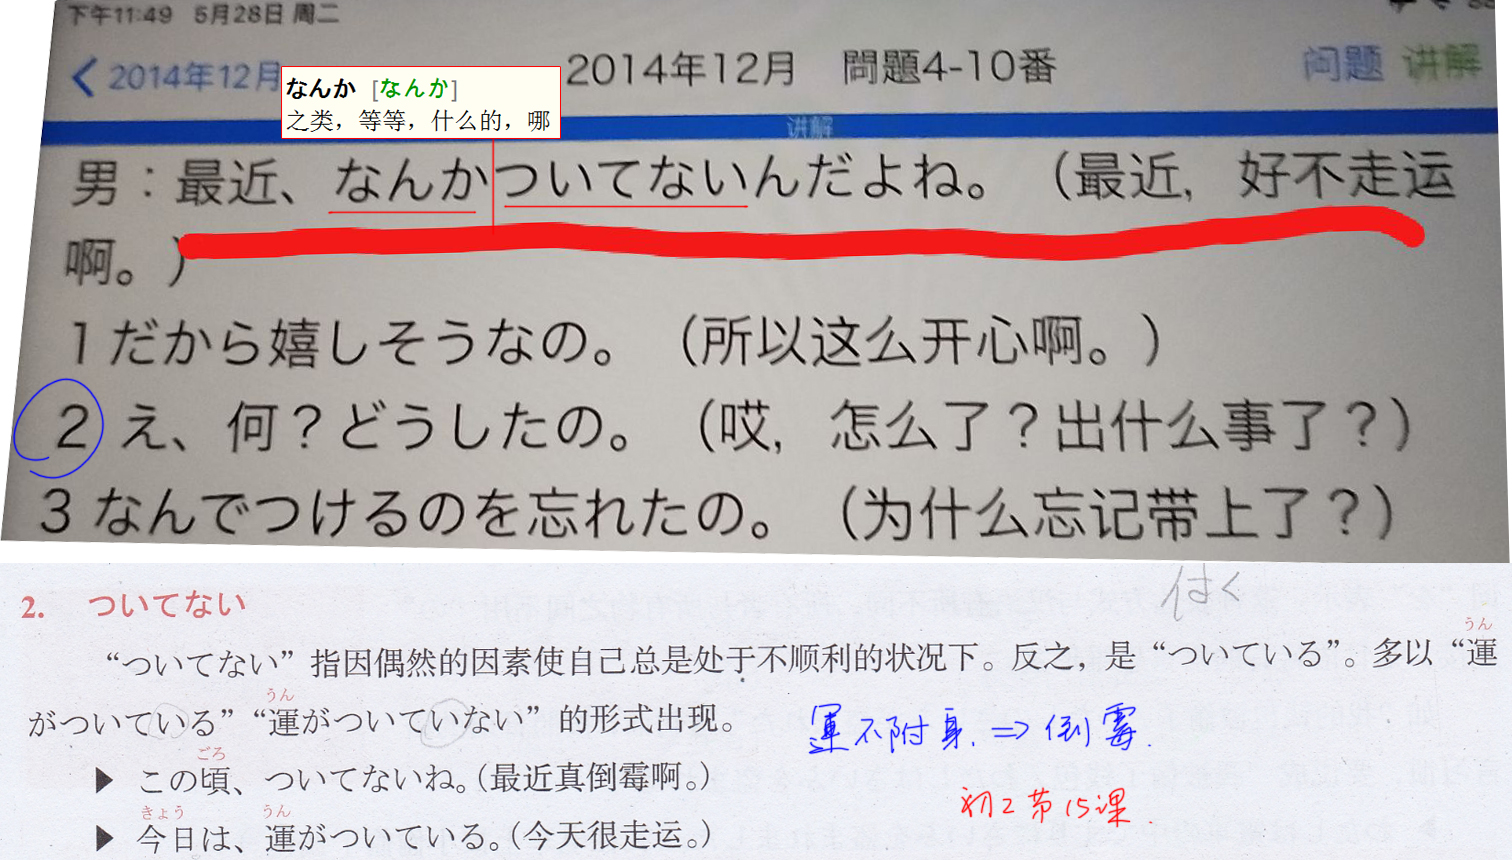 下午11:49 5月28日 周二
2014年12月
2014年12月 問題4-10番
问题 讲解
なんか [なんか]
之类，等等，什么的，哪
讲解
男：最近、なんかついてないんだよね。（最近，好不走运
啊。）
1 だから嬉しそうなの。（所以这么开心啊。）
2 え、何？どうしたの。（哎，怎么了？出什么事了？）
3 なんでつけるのを忘れたの。（为什么忘记带上了？）
付く
2. ついてない
“ついてない”指因偶然的因素使自己总是处于不顺利的状况下。反之，是“ついている”。多以“運
うん
がついている”“運がついていない”的形式出现。
うん
運不附身 ⇒ 倒霉.
▶ この頃、ついてないね。（最近真倒霉啊。）
ごろ
初2 第15课.
▶ 今日は、運がついている。（今天很走运。）
きょう うん